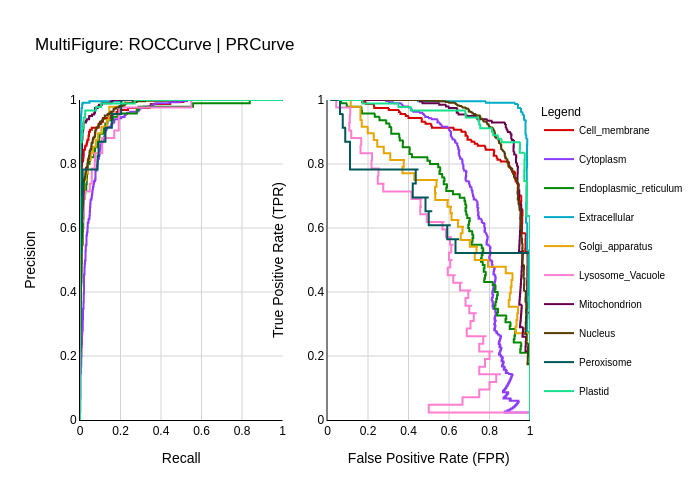 MultiFigure: ROCCurve | PRCurve
Precision
1
0.8
0.6
0.4
0.2
0
0 0.2 0.4 0.6 0.8 1
Recall
True Positive Rate (TPR)
1
0.8
0.6
0.4
0.2
0
0 0.2 0.4 0.6 0.8 1
False Positive Rate (FPR)
Legend
Cell_membrane
Cytoplasm
Endoplasmic_reticulum
Extracellular
Golgi_apparatus
Lysosome_Vacuole
Mitochondrion
Nucleus
Peroxisome
Plastid